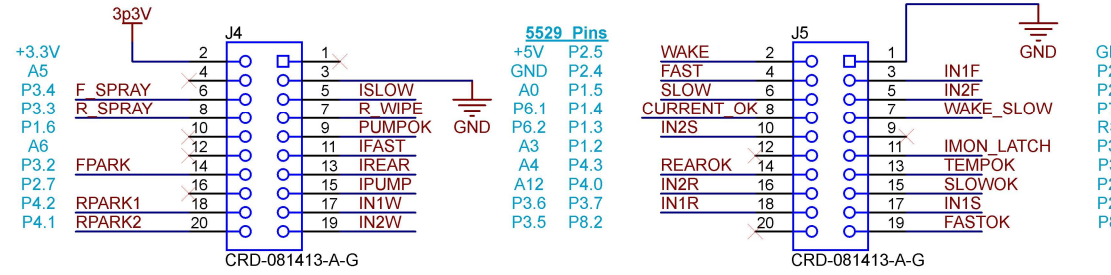 3p3V
J4
5529 Pins
J5
GND
+3.3V 2 1 +5V P2.5 WAKE 2 1
A5 4 3 GND P2.4 FAST 4 3 IN1F
P3.4 F_SPRAY 6 5 ISLOW A0 P1.5 SLOW 6 5 IN2F
P3.3 R_SPRAY 8 7 R_WIPE P6.1 P1.4 CURRENT_OK 8 7 WAKE_SLOW
P1.6 10 9 PUMPOK GND P6.2 P1.3 IN2S 10 9
A6 12 11 IFAST A3 P1.2 12 11 IMON_LATCH
P3.2 FPARK 14 13 IREAR A4 P4.3 REAROK 14 13 TEMPOK
P2.7 16 15 IPUMP A12 P4.0 IN2R 16 15 SLOWOK
P4.2 RPARK1 18 17 IN1W P3.6 P3.7 IN1R 18 17 IN1S
P4.1 RPARK2 20 19 IN2W P3.5 P8.2 20 19 FASTOK
CRD-081413-A-G
CRD-081413-A-G